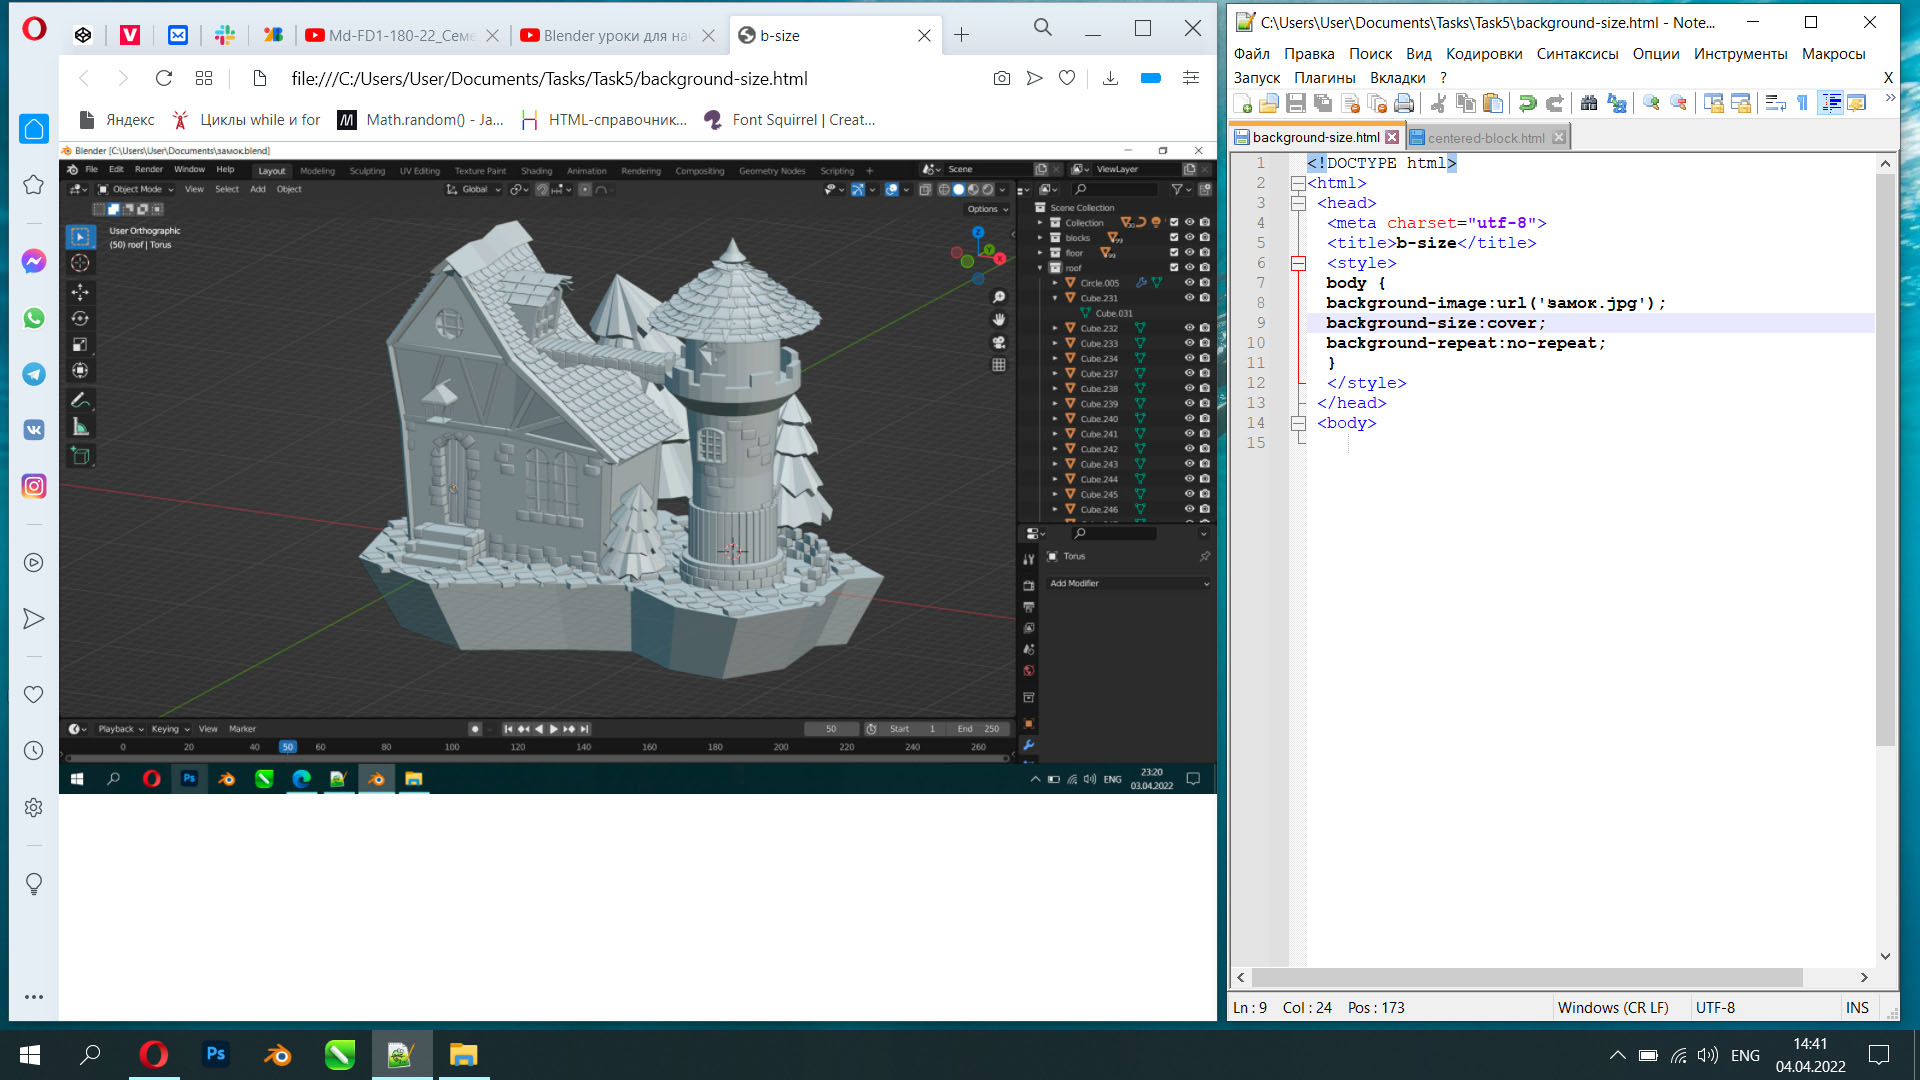 Md-FD1-180-22_Семе
Blender уроки для нач
b-size
file:///C:/Users/User/Documents/Tasks/Task5/background-size.html
Яндекс
Циклы while и for
Math.random() - Ja...
HTML-справочник...
Font Squirrel | Creat...
Blender [C:\Users\User\Documents\замок.blend]
File Edit Render Window Help Layout Modeling Sculpting UV Editing Texture Paint Shading Animation Rendering Compositing Geometry Nodes Scripting + Scene ViewLayer
Object Mode View Select Add Object Global
Options
User Orthographic
(50) roof | Torus
Z
Y
X
Scene Collection
Collection
blocks
floor
roof
Circle.005
Cube.231
Cube.031
Cube.232
Cube.233
Cube.234
Cube.237
Cube.238
Cube.239
Cube.240
Cube.241
Cube.242
Cube.243
Cube.244
Cube.245
Cube.246
Torus
Add Modifier
Playback Keying View Marker 50 Start 1 End 250
0 20 40 50 60 80 100 120 140 160 180 200 220 240 260
Ps
ENG 23:20
03.04.2022
C:\Users\User\Documents\Tasks\Task5\background-size.html - Note...
Файл Правка Поиск Вид Кодировки Синтаксисы Опции Инструменты Макросы
Запуск Плагины Вкладки ? X
background-size.html centered-block.html
1 <!DOCTYPE html>
2 <html>
3 <head>
4 <meta charset="utf-8">
5 <title>b-size</title>
6 <style>
7 body {
8 background-image:url('замок.jpg');
9 background-size:cover;
10 background-repeat:no-repeat;
11 }
12 </style>
13 </head>
14 <body>
15
Ln : 9 Col : 24 Pos : 173 Windows (CR LF) UTF-8 INS
Ps
ENG 14:41
04.04.2022